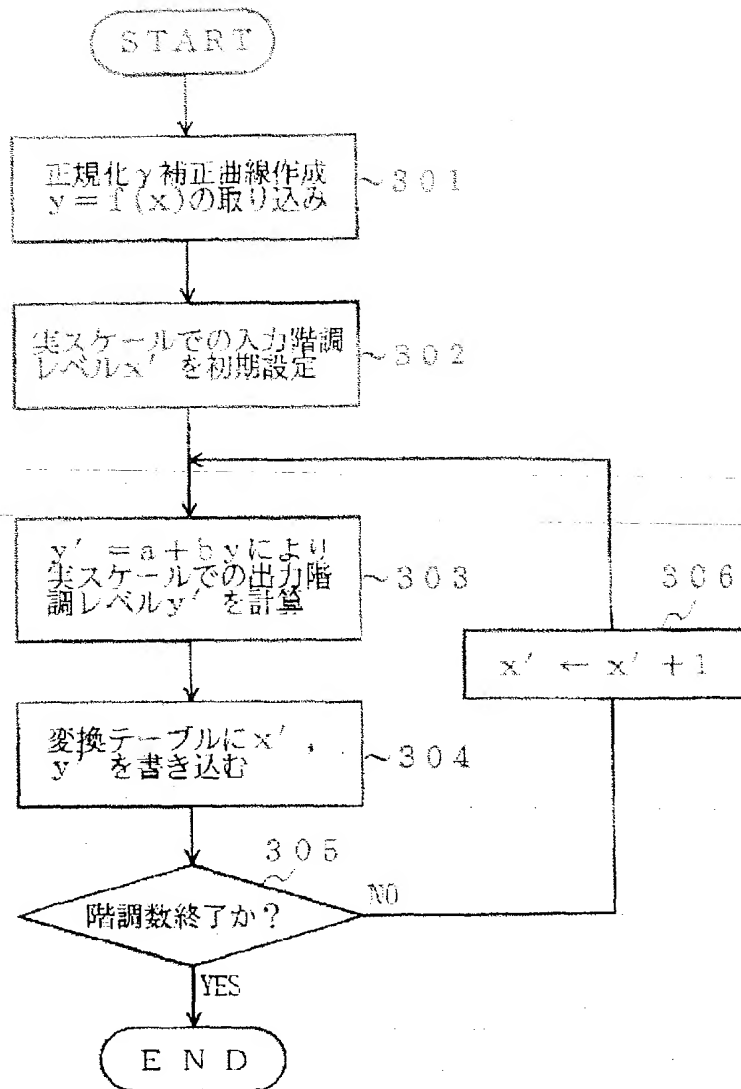 START
正規化γ補正曲線作成
y=f(x)の取り込み
~301
実スケールでの入力階調
レベルx′を初期設定
~302
y′=a+byにより
実スケールでの出力階
調レベルy′を計算
~303
306
x′←x′+1
変換テーブルにx′,
y′を書き込む
~304
305
階調数終了か?
NO
YES
END